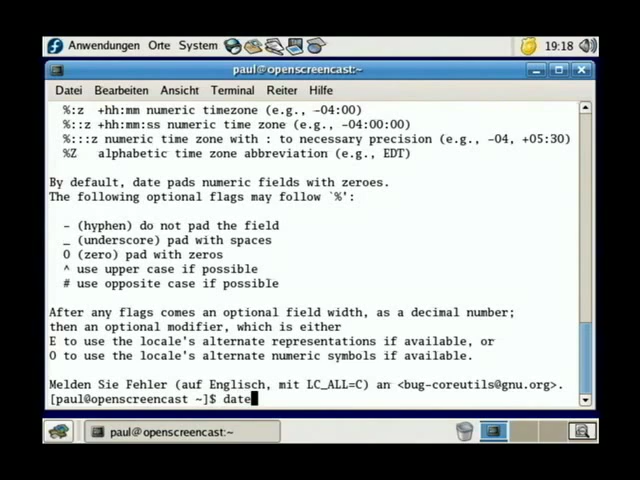 Anwendungen Orte System 19:18
paul@openscreencast:~
Datei Bearbeiten Ansicht Terminal Reiter Hilfe
%:z +hh:mm numeric timezone (e.g., -04:00)
%::z +hh:mm:ss numeric time zone (e.g., -04:00:00)
%:::z numeric time zone with : to necessary precision (e.g., -04, +05:30)
%Z alphabetic time zone abbreviation (e.g., EDT)
By default, date pads numeric fields with zeroes.
The following optional flags may follow `%':
- (hyphen) do not pad the field
_ (underscore) pad with spaces
0 (zero) pad with zeros
^ use upper case if possible
# use opposite case if possible
After any flags comes an optional field width, as a decimal number;
then an optional modifier, which is either
E to use the locale's alternate representations if available, or
O to use the locale's alternate numeric symbols if available.
Melden Sie Fehler (auf Englisch, mit LC_ALL=C) an <bug-coreutils@gnu.org>.
[paul@openscreencast ~]$ date
paul@openscreencast:~